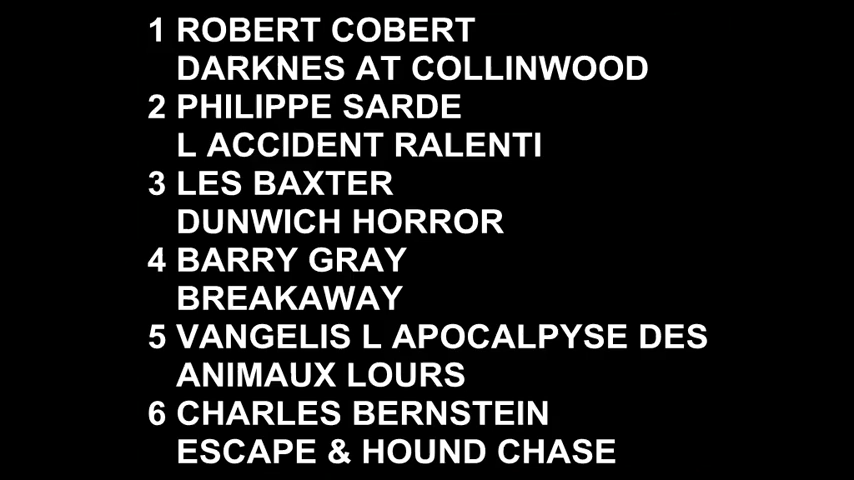 1 ROBERT COBERT
DARKNES AT COLLINWOOD
2 PHILIPPE SARDE
L ACCIDENT RALENTI
3 LES BAXTER
DUNWICH HORROR
4 BARRY GRAY
BREAKAWAY
5 VANGELIS L APOCALPYSE DES
ANIMAUX LOURS
6 CHARLES BERNSTEIN
ESCAPE & HOUND CHASE